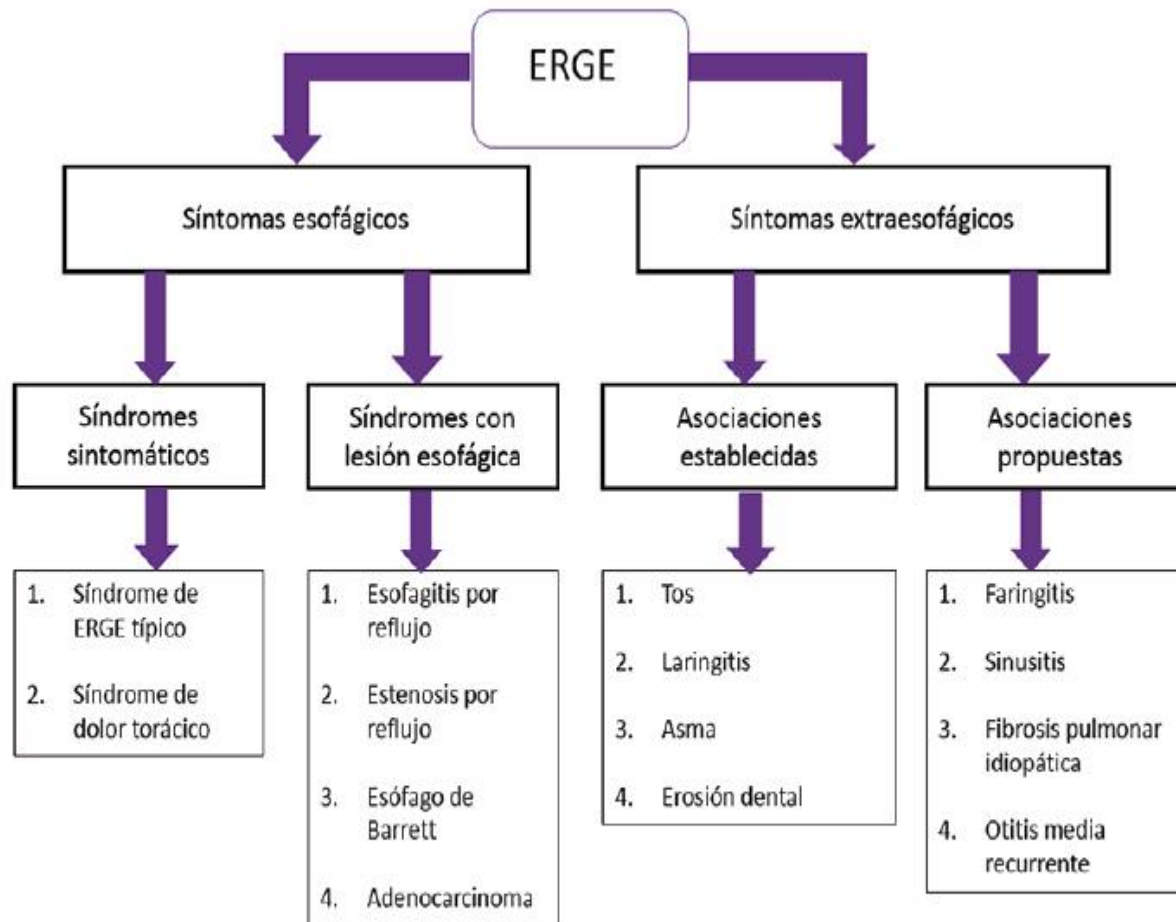 ERGE
Síntomas esofágicos
Síntomas extraesofágicos
Síndromes
sintomáticos
Síndromes con
lesión esofágica
Asociaciones
establecidas
Asociaciones
propuestas
1. Síndrome de
ERGE típico
2. Síndrome de
dolor torácico
1. Esofagitis por
reflujo
2. Estenosis por
reflujo
3. Esófago de
Barrett
4. Adenocarcinoma
1. Tos
2. Laringitis
3. Asma
4. Erosión dental
1. Faringitis
2. Sinusitis
3. Fibrosis pulmonar
idiopática
4. Otitis media
recurrente